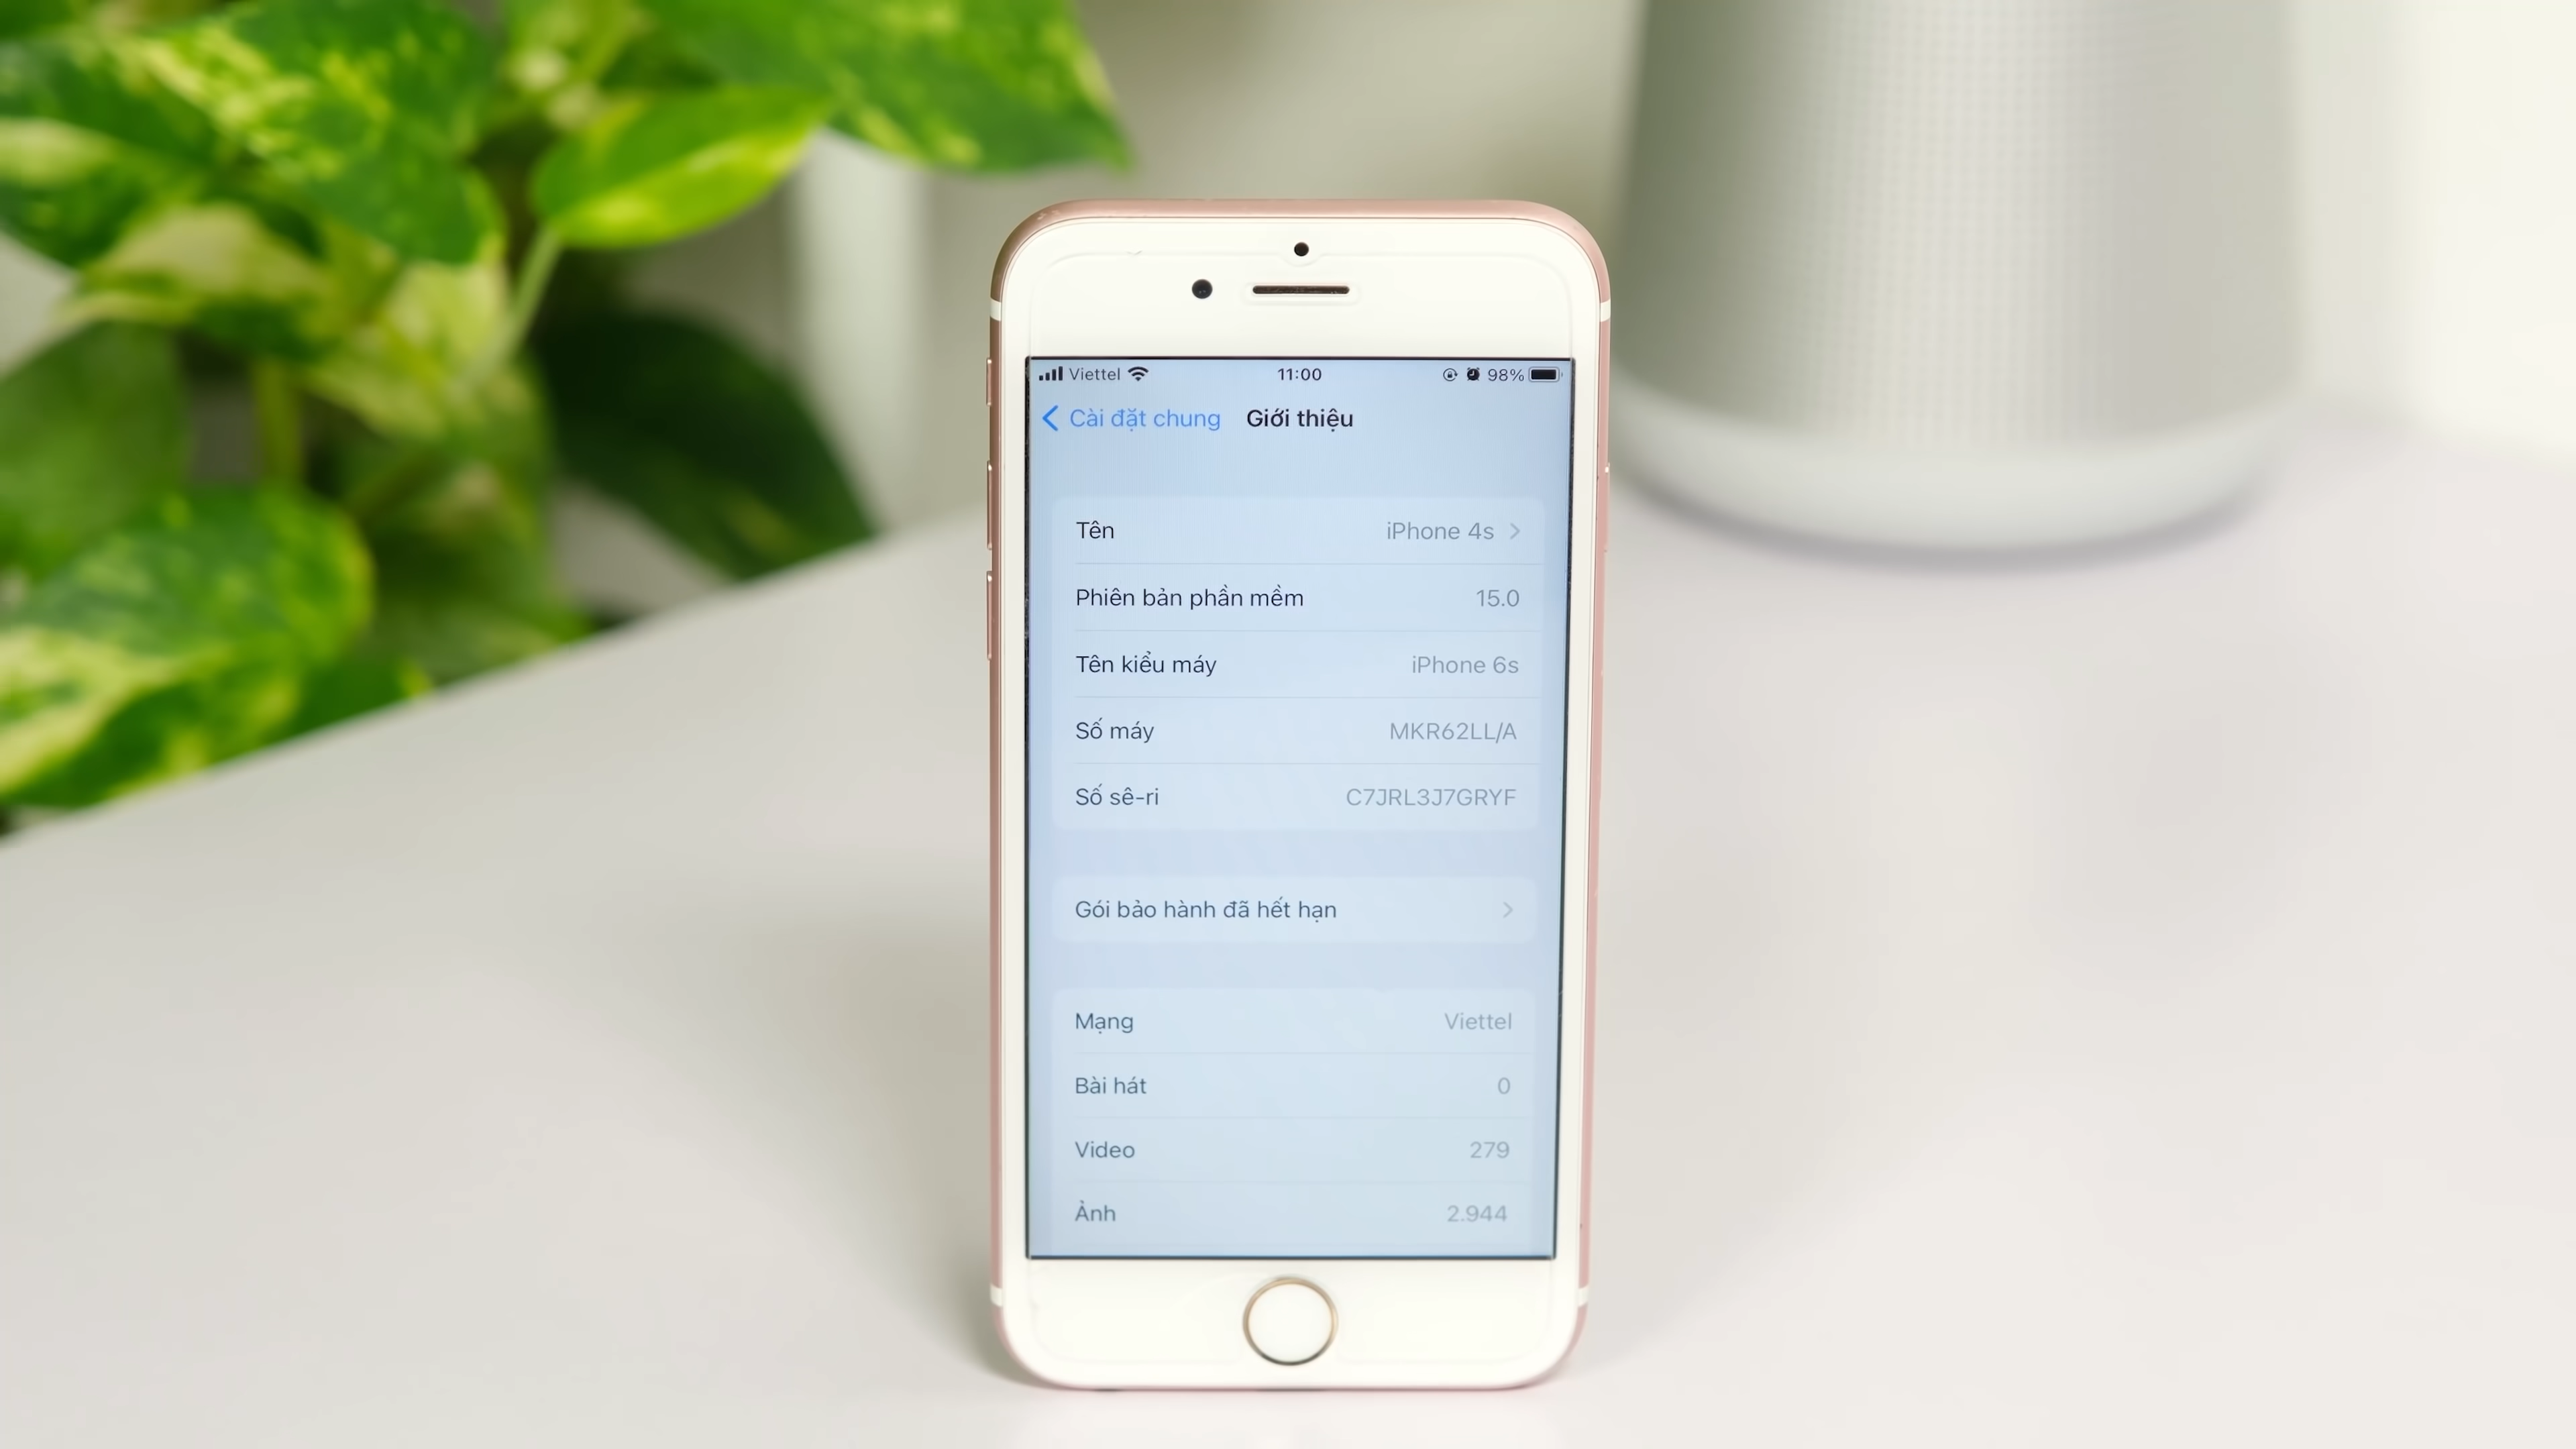 Viettel 11:00 98%
Cài đặt chung Giới thiệu
Tên iPhone 4s
Phiên bản phần mềm 15.0
Tên kiểu máy iPhone 6s
Số máy MKR62LL/A
Số sê-ri C7JRL3J7GRYF
Gói bảo hành đã hết hạn
Mạng Viettel
Bài hát 0
Video 279
Ảnh 2.944